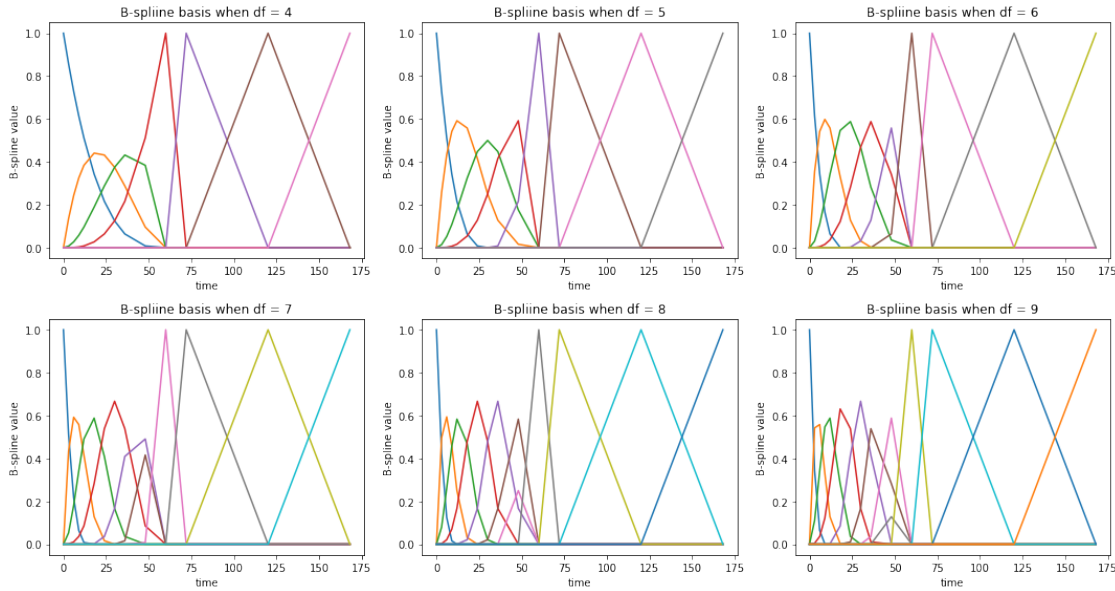 B-spliine basis when df = 4
B-spline value
1.0
0.8
0.6
0.4
0.2
0.0
0 25 50 75 100 125 150 175
time
B-spliine basis when df = 5
B-spline value
1.0
0.8
0.6
0.4
0.2
0.0
0 25 50 75 100 125 150 175
time
B-spliine basis when df = 6
B-spline value
1.0
0.8
0.6
0.4
0.2
0.0
0 25 50 75 100 125 150 175
time
B-spliine basis when df = 7
B-spline value
1.0
0.8
0.6
0.4
0.2
0.0
0 25 50 75 100 125 150 175
time
B-spliine basis when df = 8
B-spline value
1.0
0.8
0.6
0.4
0.2
0.0
0 25 50 75 100 125 150 175
time
B-spliine basis when df = 9
B-spline value
1.0
0.8
0.6
0.4
0.2
0.0
0 25 50 75 100 125 150 175
time